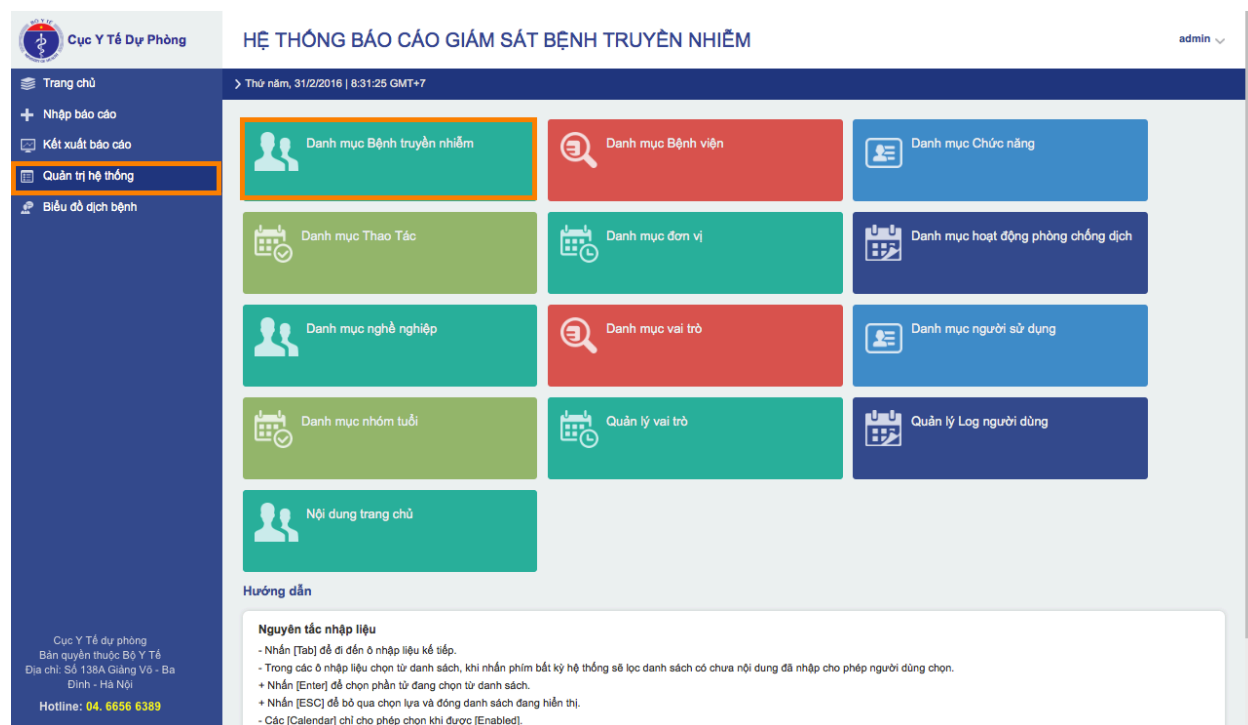 BỘ Y TẾ
Cục Y Tế Dự Phòng
HỆ THỐNG BÁO CÁO GIÁM SÁT BỆNH TRUYỀN NHIỄM
admin
Trang chủ
Thứ năm, 31/2/2016 | 8:31:25 GMT+7
Nhập báo cáo
Kết xuất báo cáo
Quản trị hệ thống
Biểu đồ dịch bệnh
Danh mục Bệnh truyền nhiễm
Danh mục Bệnh viện
Danh mục Chức năng
Danh mục Thao Tác
Danh mục đơn vị
Danh mục hoạt động phòng chống dịch
Danh mục nghề nghiệp
Danh mục vai trò
Danh mục người sử dụng
Danh mục nhóm tuổi
Quản lý vai trò
Quản lý Log người dùng
Nội dung trang chủ
Hướng dẫn
Nguyên tắc nhập liệu
- Nhấn [Tab] để đi đến ô nhập liệu kế tiếp.
- Trong các ô nhập liệu chọn từ danh sách, khi nhấn phím bất kỳ hệ thống sẽ lọc danh sách có chưa nội dung đã nhập cho phép người dùng chọn.
+ Nhấn [Enter] để chọn phần tử đang chọn từ danh sách.
+ Nhấn [ESC] để bỏ qua chọn lựa và đóng danh sách đang hiển thị.
- Các [Calendar] chỉ cho phép chọn khi được [Enabled].
Cục Y Tế dự phòng
Bản quyền thuộc Bộ Y Tế
Địa chỉ: Số 138A Giảng Võ - Ba
Đình - Hà Nội
Hotline: 04. 6656 6389